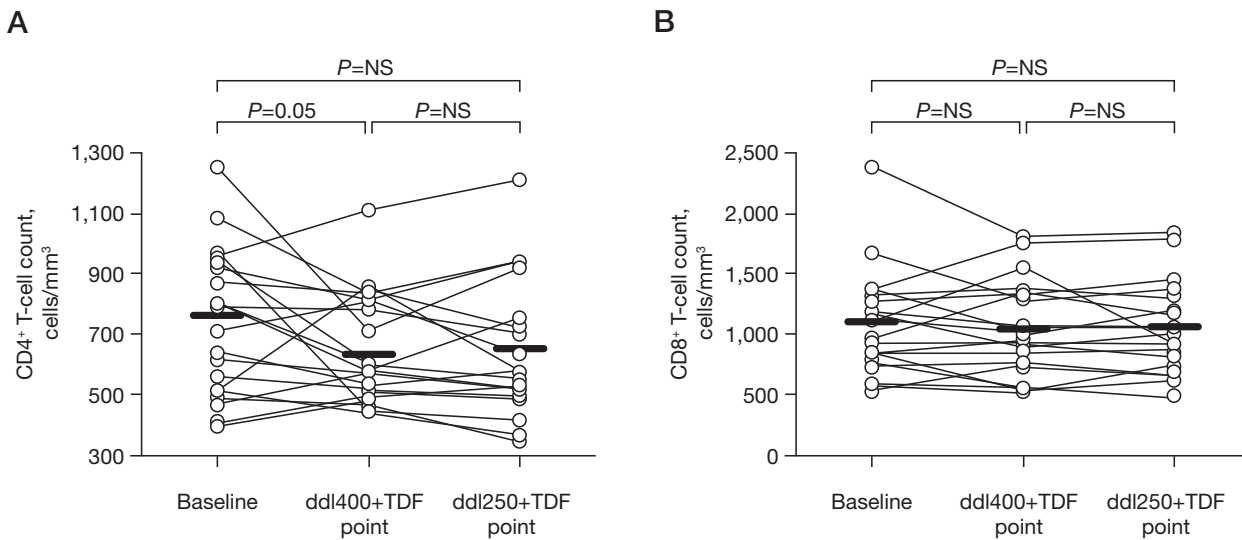 A
P=NS
P=0.05
P=NS
1,300
1,100
900
700
500
300
CD4+ T-cell count,
cells/mm3
Baseline
ddI400+TDF
point
ddI250+TDF
point
B
P=NS
P=NS
P=NS
2,500
2,000
1,500
1,000
500
0
CD8+ T-cell count,
cells/mm3
Baseline
ddI400+TDF
point
ddI250+TDF
point